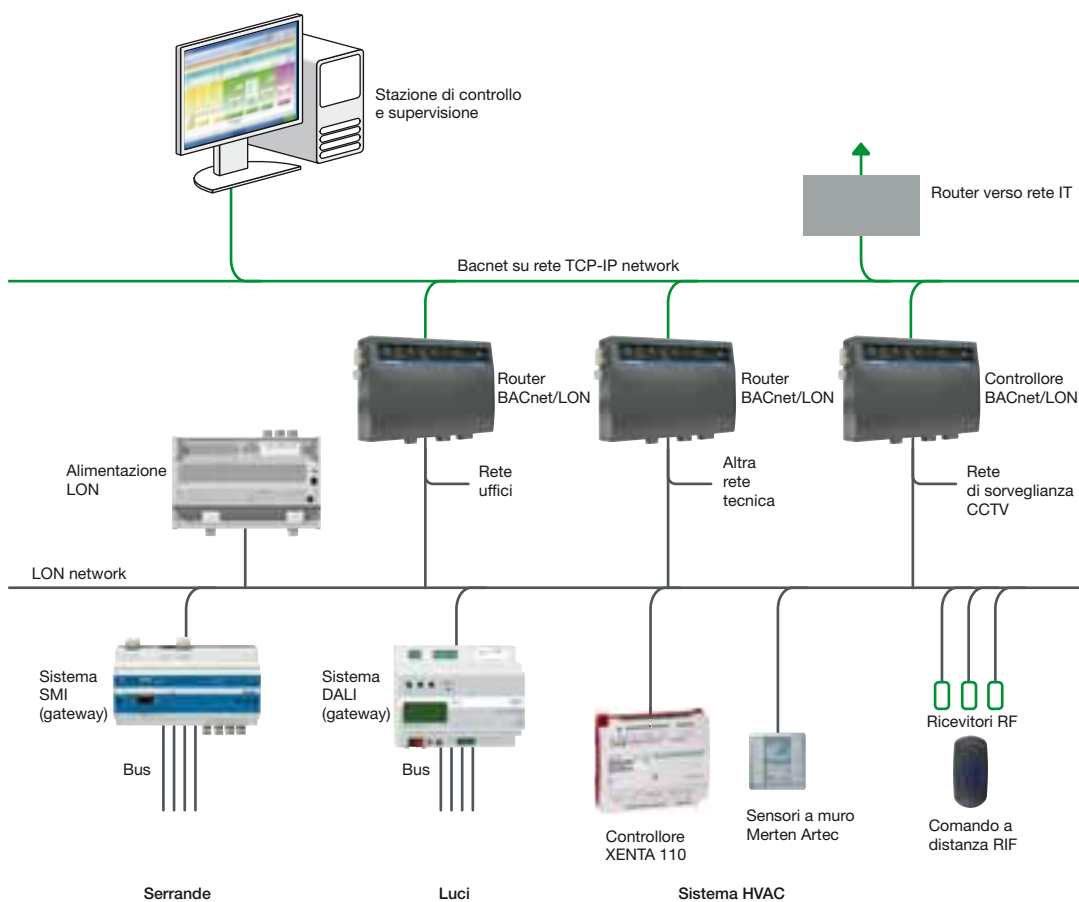 Stazione di controllo
e supervisione
Router verso rete IT
Bacnet su rete TCP-IP network
Router
BACnet/LON
Router
BACnet/LON
Controllore
BACnet/LON
Alimentazione
LON
Rete
uffici
Altra
rete
tecnica
Rete
di sorveglianza
CCTV
LON network
Sistema
SMI
(gateway)
Sistema
DALI
(gateway)
Ricevitori RF
Bus
Bus
Controllore
XENTA 110
Sensori a muro
Merten Artec
Comando a
distanza RIF
Serrande
Luci
Sistema HVAC